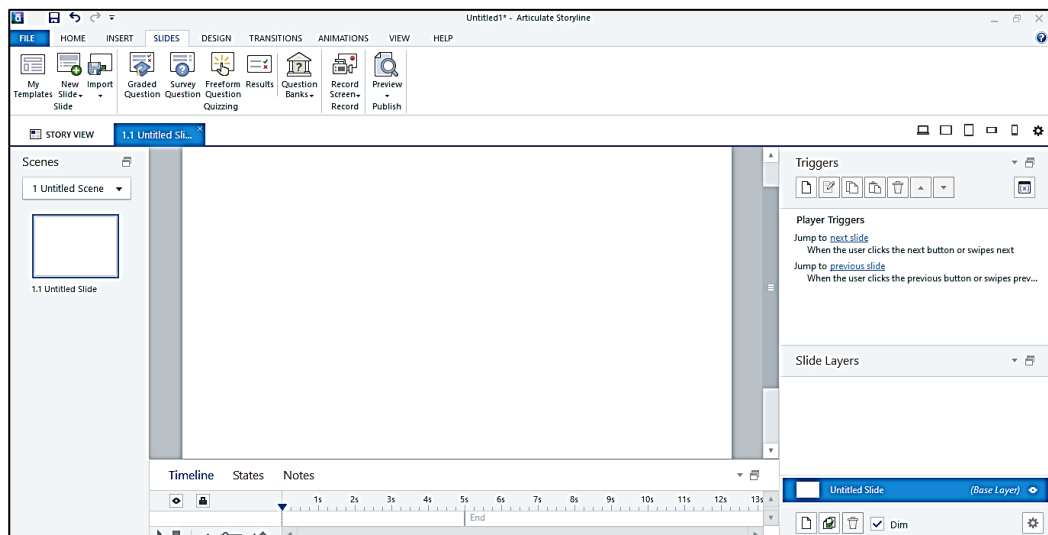 Untitled1* - Articulate Storyline
FILE HOME INSERT SLIDES DESIGN TRANSITIONS ANIMATIONS VIEW HELP
My Templates New Slide Import Graded Question Survey Question Freeform Question Results Question Banks Record Screen Preview
Slide Quizzing Record Publish
STORY VIEW 1.1 Untitled Sli...
Scenes
1 Untitled Scene
1.1 Untitled Slide
Triggers
Player Triggers
Jump to next slide
When the user clicks the next button or swipes next
Jump to previous slide
When the user clicks the previous button or swipes prev...
Slide Layers
Untitled Slide (Base Layer)
Dim
Timeline States Notes
1s 2s 3s 4s 5s 6s 7s 8s 9s 10s 11s 12s 13s
End